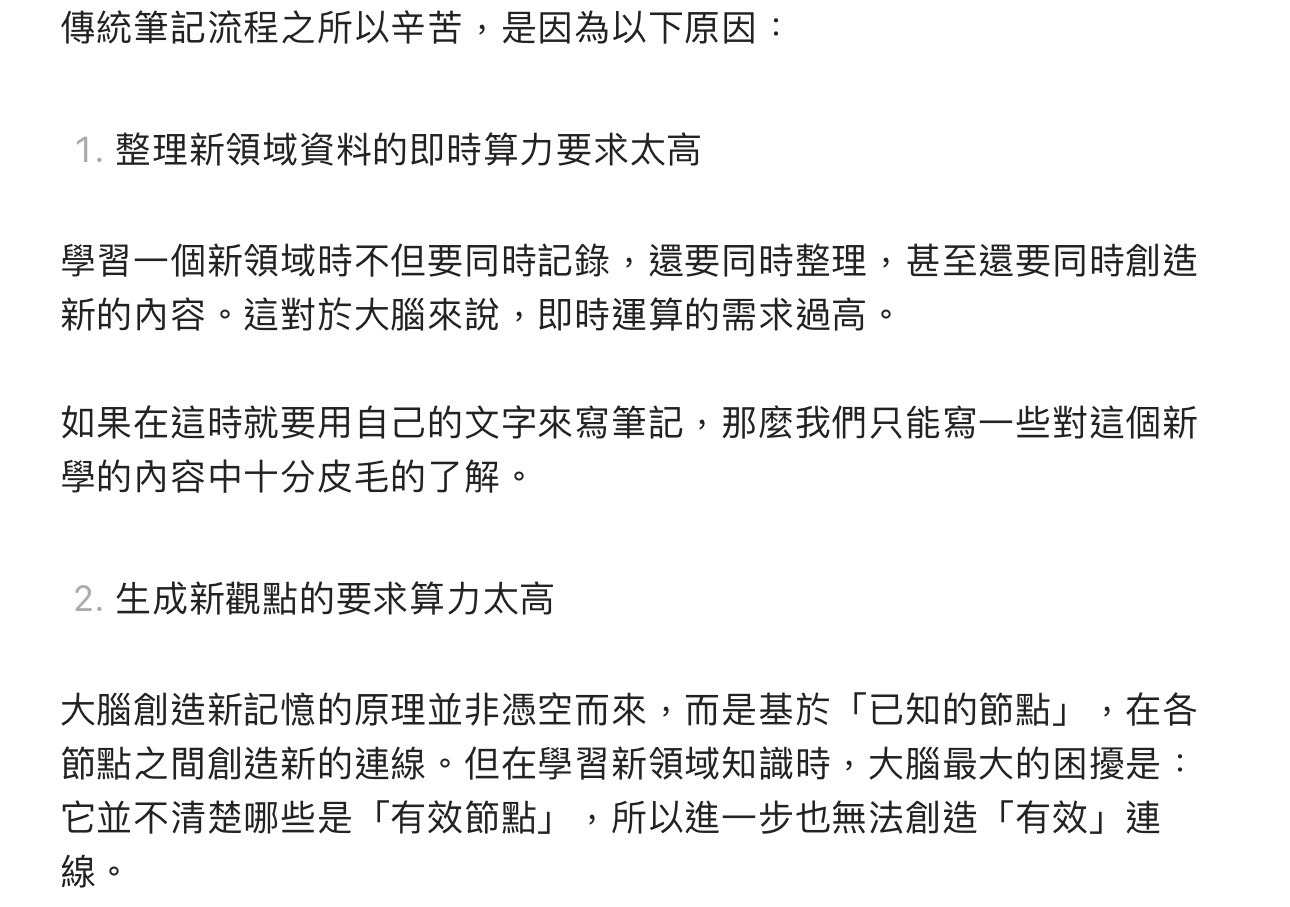 傳統筆記流程之所以辛苦，是因為以下原因：
1. 整理新領域資料的即時算力要求太高
學習一個新領域時不但要同時記錄，還要同時整理，甚至還要同時創造
新的內容。這對於大腦來說，即時運算的需求過高。
如果在這時就要用自己的文字來寫筆記，那麼我們只能寫一些對這個新
學的內容中十分皮毛的了解。
2. 生成新觀點的要求算力太高
大腦創造新記憶的原理並非憑空而來，而是基於「已知的節點」，在各
節點之間創造新的連線。但在學習新領域知識時，大腦最大的困擾是：
它並不清楚哪些是「有效節點」，所以進一步也無法創造「有效」連
線。